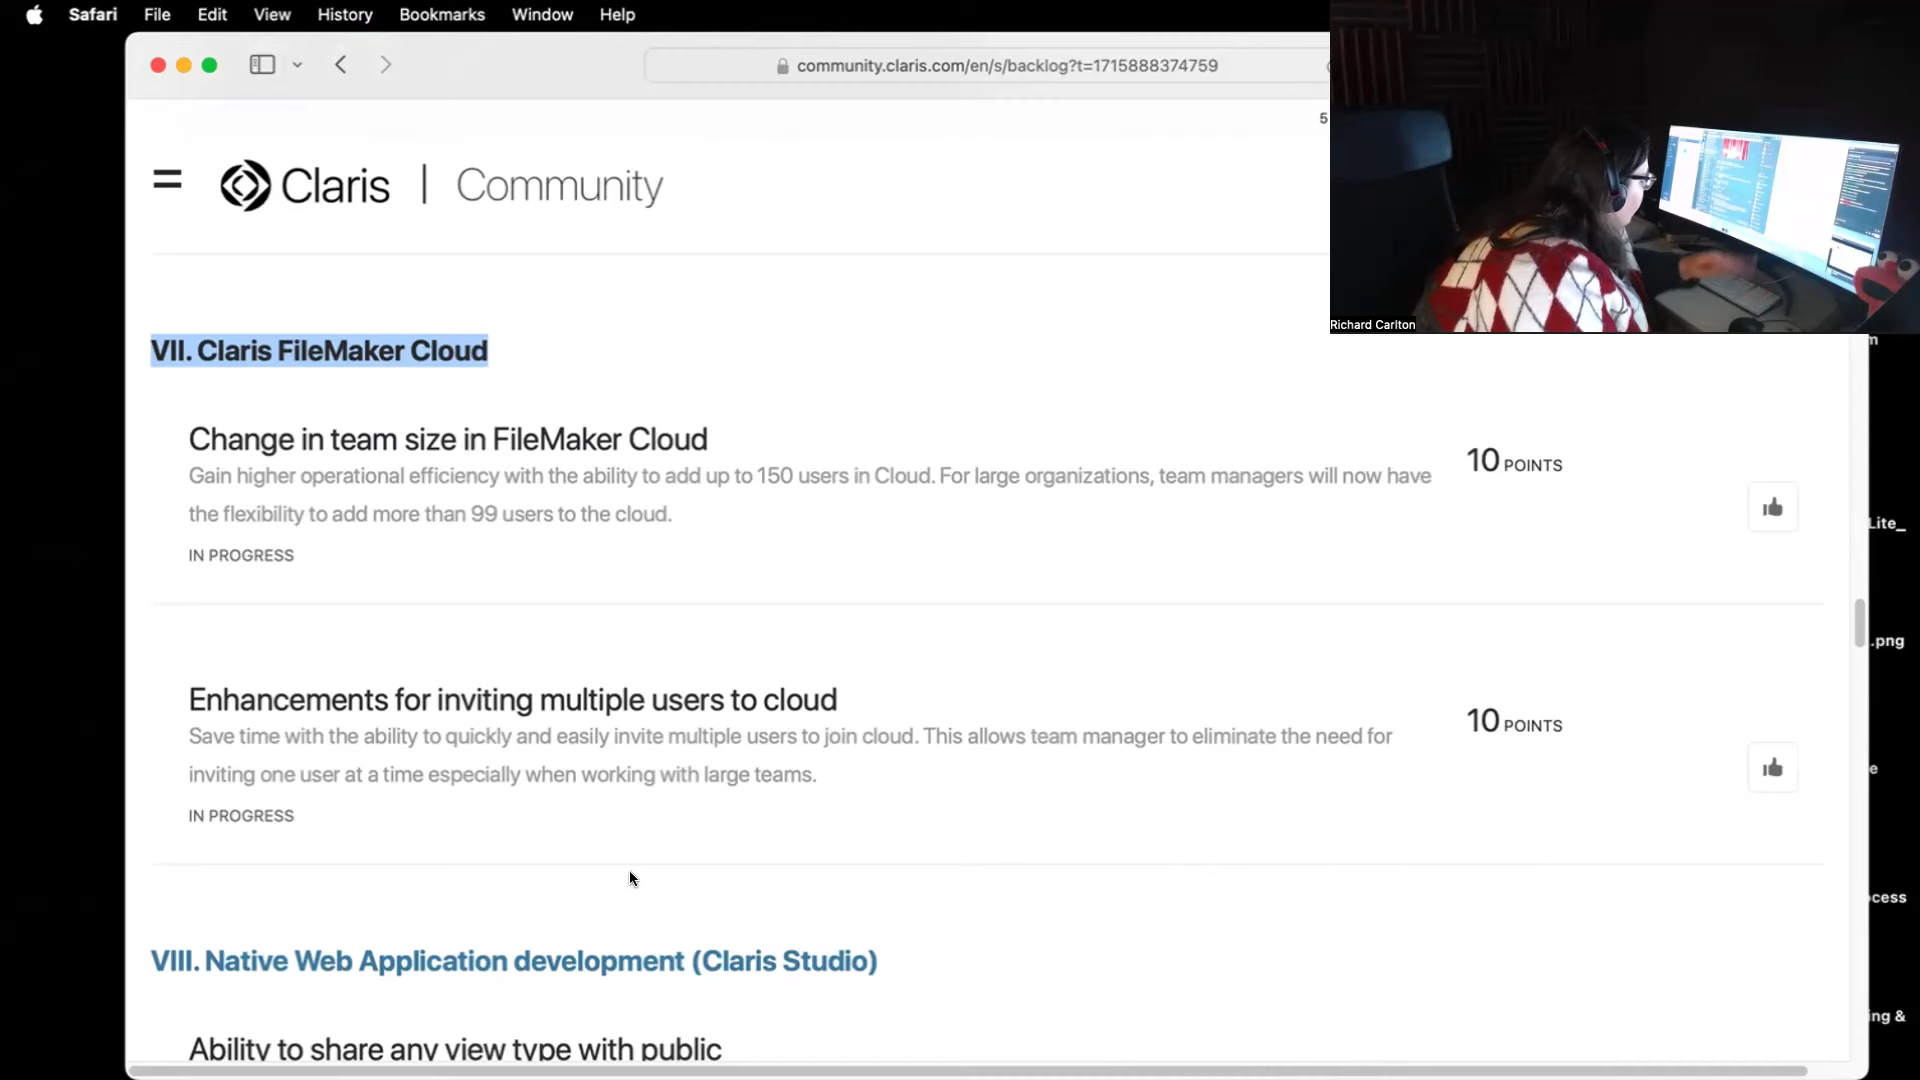 Safari File Edit View History Bookmarks Window Help
community.claris.com/en/s/backlog?t=1715888374759
5
Claris | Community
Richard Carlton
VII. Claris FileMaker Cloud
Change in team size in FileMaker Cloud
10 POINTS
Gain higher operational efficiency with the ability to add up to 150 users in Cloud. For large organizations, team managers will now have
the flexibility to add more than 99 users to the cloud.
IN PROGRESS
Lite_
.png
Enhancements for inviting multiple users to cloud
10 POINTS
Save time with the ability to quickly and easily invite multiple users to join cloud. This allows team manager to eliminate the need for
inviting one user at a time especially when working with large teams.
IN PROGRESS
e
cess
VIII. Native Web Application development (Claris Studio)
ing &
Ability to share any view type with public